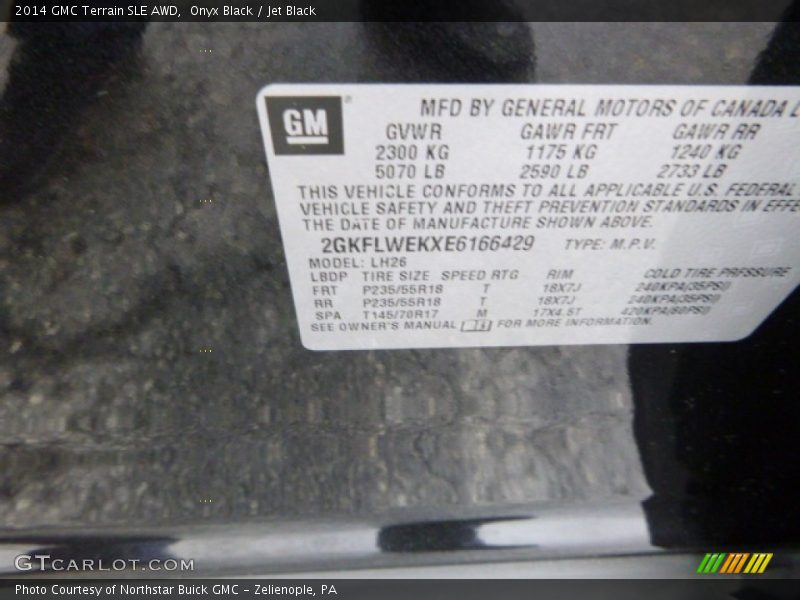 2014 GMC Terrain SLE AWD,  Onyx Black / Jet Black
GM
MFD BY GENERAL MOTORS OF CANADA L
GVWR GAWR FRT GAWR RR
2300 KG 1175 KG 1240 KG
5070 LB 2590 LB 2733 LB
THIS VEHICLE CONFORMS TO ALL APPLICABLE U.S. FEDERAL
VEHICLE SAFETY AND THEFT PREVENTION STANDARDS IN EFFE
THE DATE OF MANUFACTURE SHOWN ABOVE.
2GKFLWEKXE6166429 TYPE: M.P.V.
MODEL: LH26
LBDP TIRE SIZE SPEED RTG RIM COLD TIRE PRESSURE
FRT P235/55R18 T 18X7J 240KPA(35PSI)
RR P235/55R18 T 18X7J 240KPA(35PSI)
SPA T145/70R17 M 17X4.5T 420KPA(60PSI)
SEE OWNER'S MANUAL FOR MORE INFORMATION.
GTCARLOT.COM
Photo Courtesy of Northstar Buick GMC - Zelienople, PA